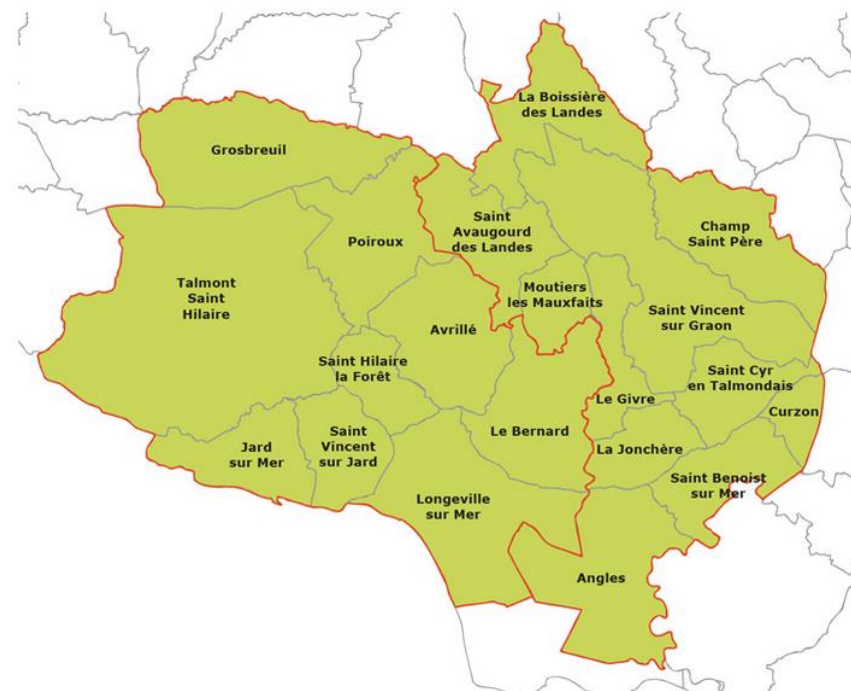 La Boissière
des Landes
Grosbreuil
Saint
Avaugourd
des Landes
Champ
Saint Père
Poiroux
Talmont
Saint
Hilaire
Moutiers
les Mauxfaits
Avrillé
Saint Vincent
sur Graon
Saint Hilaire
la Forêt
Saint Cyr
en Talmondais
Le Givre
Curzon
Le Bernard
Jard
sur Mer
Saint
Vincent
sur Jard
La Jonchère
Saint Benoist
sur Mer
Longeville
sur Mer
Angles